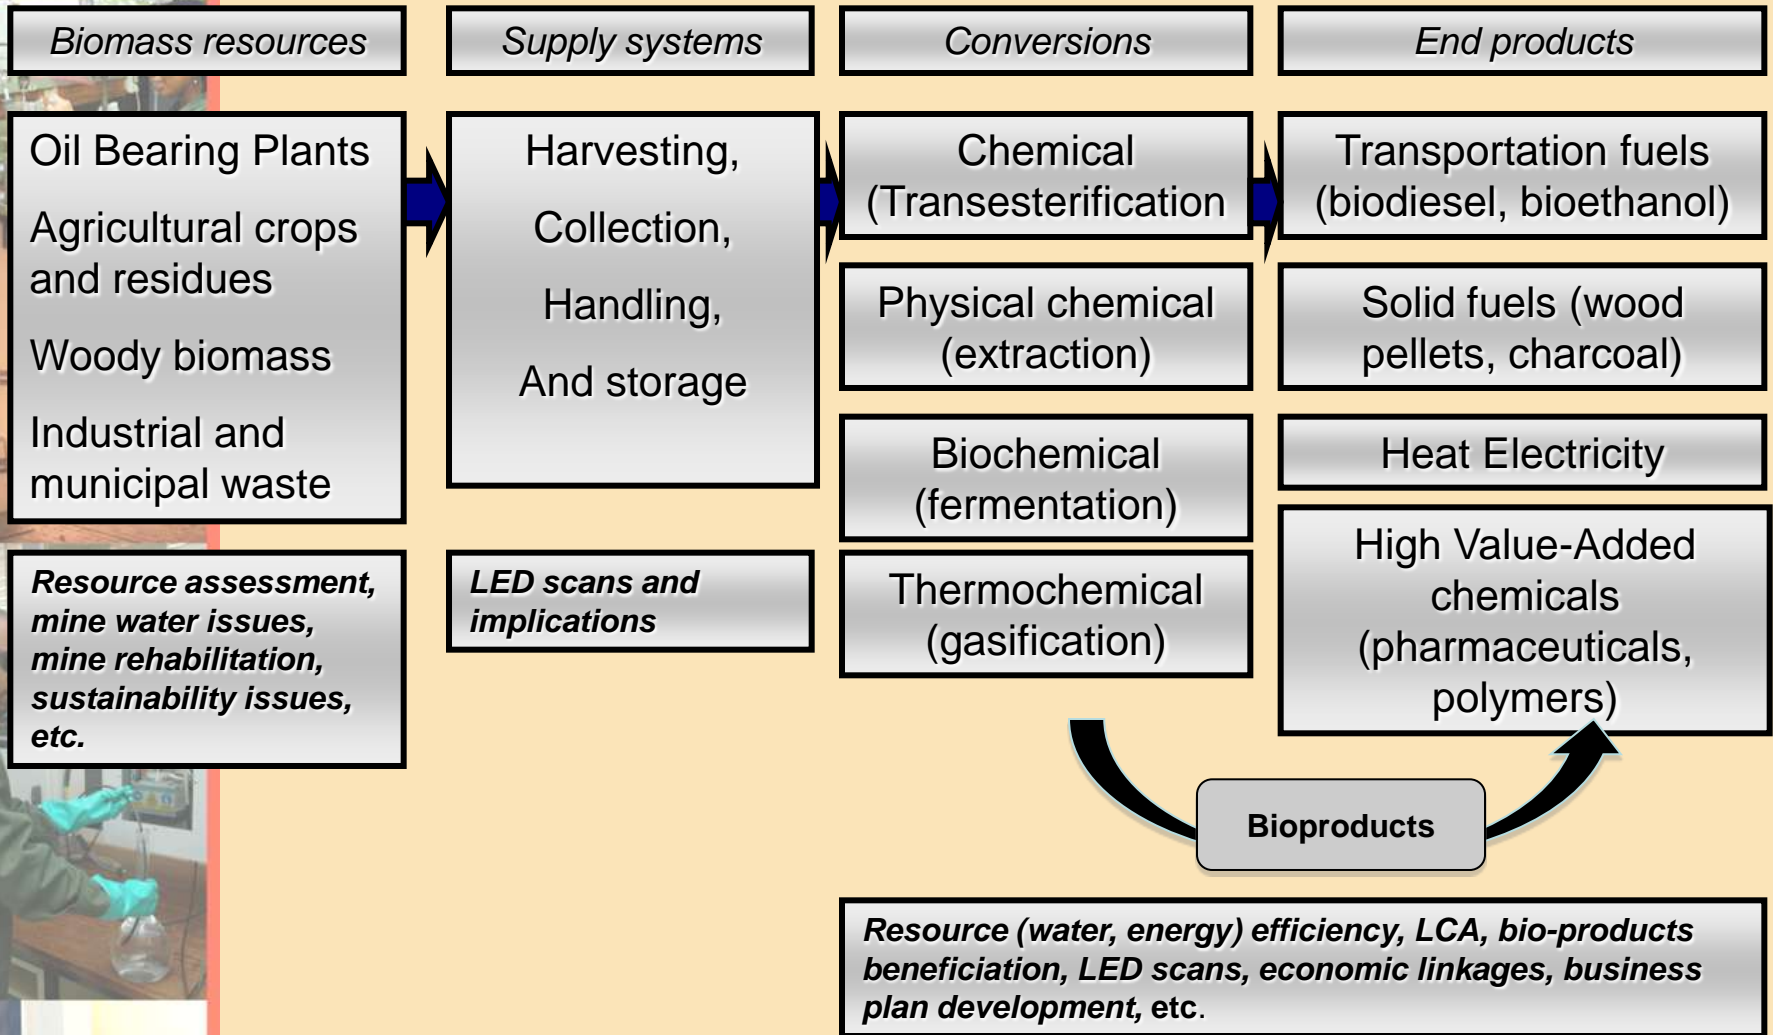 Biomass resources
Supply systems
Conversions
End products
Oil Bearing Plants
Agricultural crops
and residues
Woody biomass
Industrial and
municipal waste
Harvesting,
Collection,
Handling,
And storage
Chemical
(Transesterification
Physical chemical
(extraction)
Biochemical
(fermentation)
Thermochemical
(gasification)
Transportation fuels
(biodiesel, bioethanol)
Solid fuels (wood
pellets, charcoal)
Heat Electricity
High Value-Added
chemicals
(pharmaceuticals,
polymers)
Resource assessment,
mine water issues,
mine rehabilitation,
sustainability issues,
etc.
LED scans and
implications
Bioproducts
Resource (water, energy) efficiency, LCA, bio-products
beneficiation, LED scans, economic linkages, business
plan development, etc.